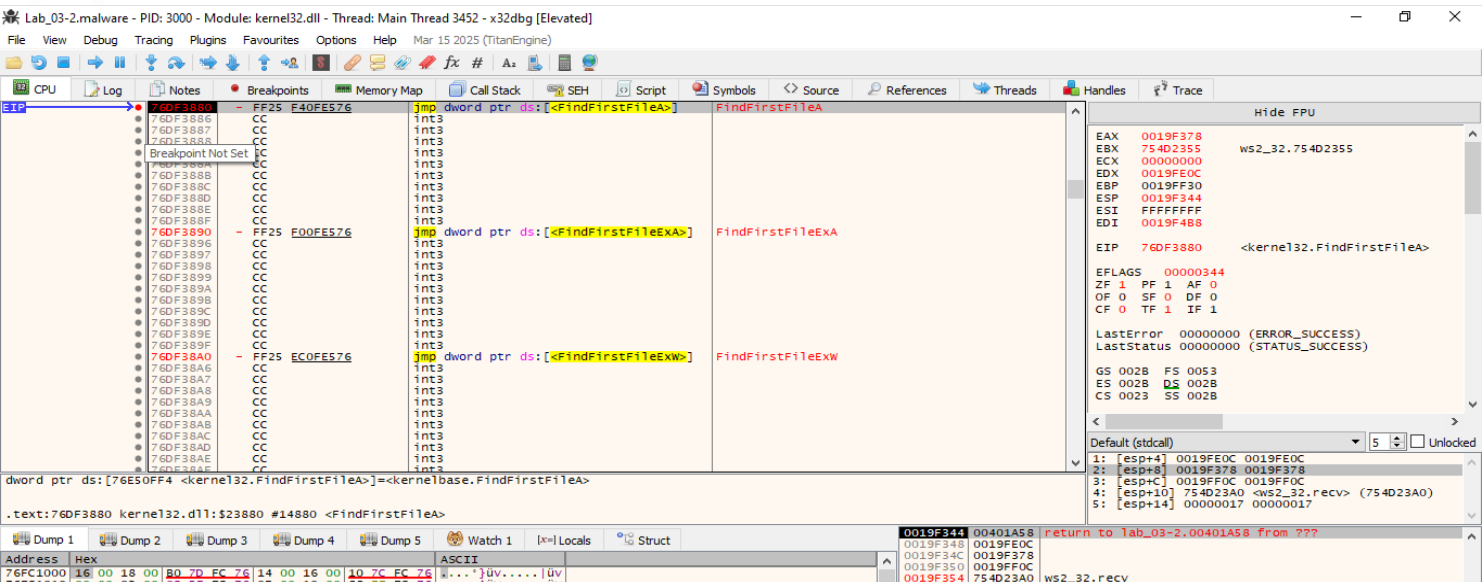 Lab_03-2.malware - PID: 3000 - Module: kernel32.dll - Thread: Main Thread 3452 - x32dbg [Elevated]
File View Debug Tracing Plugins Favourites Options Help Mar 15 2025 (TitanEngine)
CPU Log Notes Breakpoints Memory Map Call Stack SEH Script Symbols Source References Threads Handles Trace
EIP 76DF3880 - FF25 F40FE576 jmp dword ptr ds:[<FindFirstFileA>] FindFirstFileA
76DF3886 CC int3
76DF3887 CC int3
76DF3888 CC int3
Breakpoint Not Set CC int3
76DF388A CC int3
76DF388B CC int3
76DF388C CC int3
76DF388D CC int3
76DF388E CC int3
76DF388F CC int3
76DF3890 - FF25 F00FE576 jmp dword ptr ds:[<FindFirstFileExA>] FindFirstFileExA
76DF3896 CC int3
76DF3897 CC int3
76DF3898 CC int3
76DF3899 CC int3
76DF389A CC int3
76DF389B CC int3
76DF389C CC int3
76DF389D CC int3
76DF389E CC int3
76DF389F CC int3
76DF38A0 - FF25 EC0FE576 jmp dword ptr ds:[<FindFirstFileExW>] FindFirstFileExW
76DF38A6 CC int3
76DF38A7 CC int3
76DF38A8 CC int3
76DF38A9 CC int3
76DF38AA CC int3
76DF38AB CC int3
76DF38AC CC int3
76DF38AD CC int3
76DF38AE CC int3
76DF38AF CC int3
Hide FPU
EAX 0019F378
EBX 754D2355 ws2_32.754D2355
ECX 00000000
EDX 0019FE0C
EBP 0019FF30
ESP 0019F344
ESI FFFFFFFF
EDI 0019F4B8
EIP 76DF3880 <kernel32.FindFirstFileA>
EFLAGS 00000344
ZF 1 PF 1 AF 0
OF 0 SF 0 DF 0
CF 0 TF 1 IF 1
LastError 00000000 (ERROR_SUCCESS)
LastStatus 00000000 (STATUS_SUCCESS)
GS 002B FS 0053
ES 002B DS 002B
CS 0023 SS 002B
Default (stdcall) 5 Unlocked
1: [esp+4] 0019FE0C 0019FE0C
2: [esp+8] 0019F378 0019F378
3: [esp+C] 0019FF0C 0019FF0C
4: [esp+10] 754D23A0 <ws2_32.recv> (754D23A0)
5: [esp+14] 00000017 00000017
dword ptr ds:[76E50FF4 <kernel32.FindFirstFileA>]=<kernelbase.FindFirstFileA>
.text:76DF3880 kernel32.dll:$23880 #14880 <FindFirstFileA>
Dump 1 Dump 2 Dump 3 Dump 4 Dump 5 Watch 1 [x=] Locals Struct
Address Hex ASCII
76FC1000 16 00 18 00 B0 7D FC 76 14 00 16 00 10 7C FC 76 ....°}üv.....|üv
0019F344 00401A58 return to lab_03-2.00401A58 from ???
0019F348 0019FE0C
0019F34C 0019F378
0019F350 0019FF0C
0019F354 754D23A0 ws2_32.recv